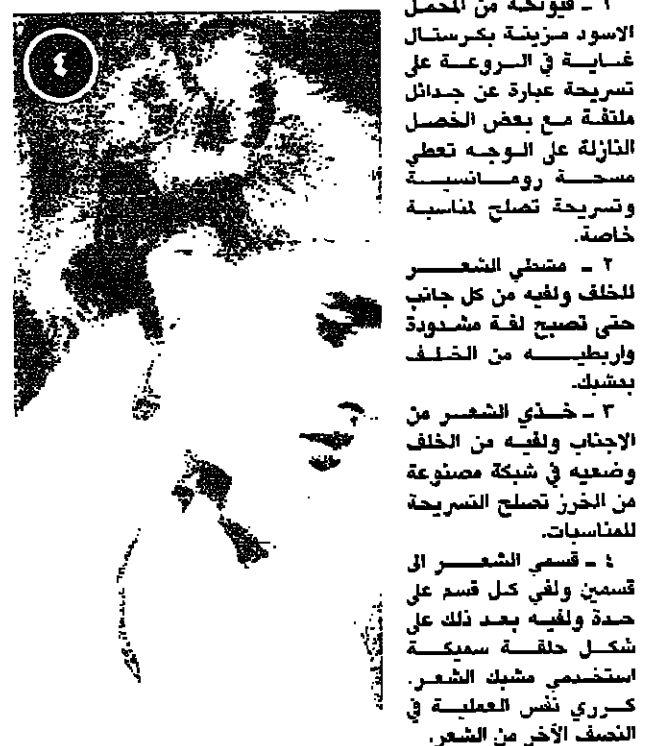 ٤
١ ـ فيونكة من المخمل
الاسود مزينة بكرستال
غاية في الروعة على
تسريحة عبارة عن جدائل
ملتفة مع بعض الخصل
النازلة على الوجه تعطي
مسحة رومانسية
وتسريحة تصلح لمناسبة
خاصة.
٢ ـ مشطي الشعر
للخلف ولفيه من كل جانب
حتى تصبح لفة مشدودة
واربطيه من الخلف
بمشبك.
٣ ـ خذي الشعر من
الاجناب ولفيه من الخلف
وضعيه في شبكة مصنوعة
من الخرز تصلح التسريحة
للمناسبات.
٤ ـ قسمي الشعر الى
قسمين ولفي كل قسم على
حدة ولفيه بعد ذلك على
شكل حلقة سميكة
استخدمي مشبك الشعر.
كرري نفس العملية في
النصف الأخر من الشعر.